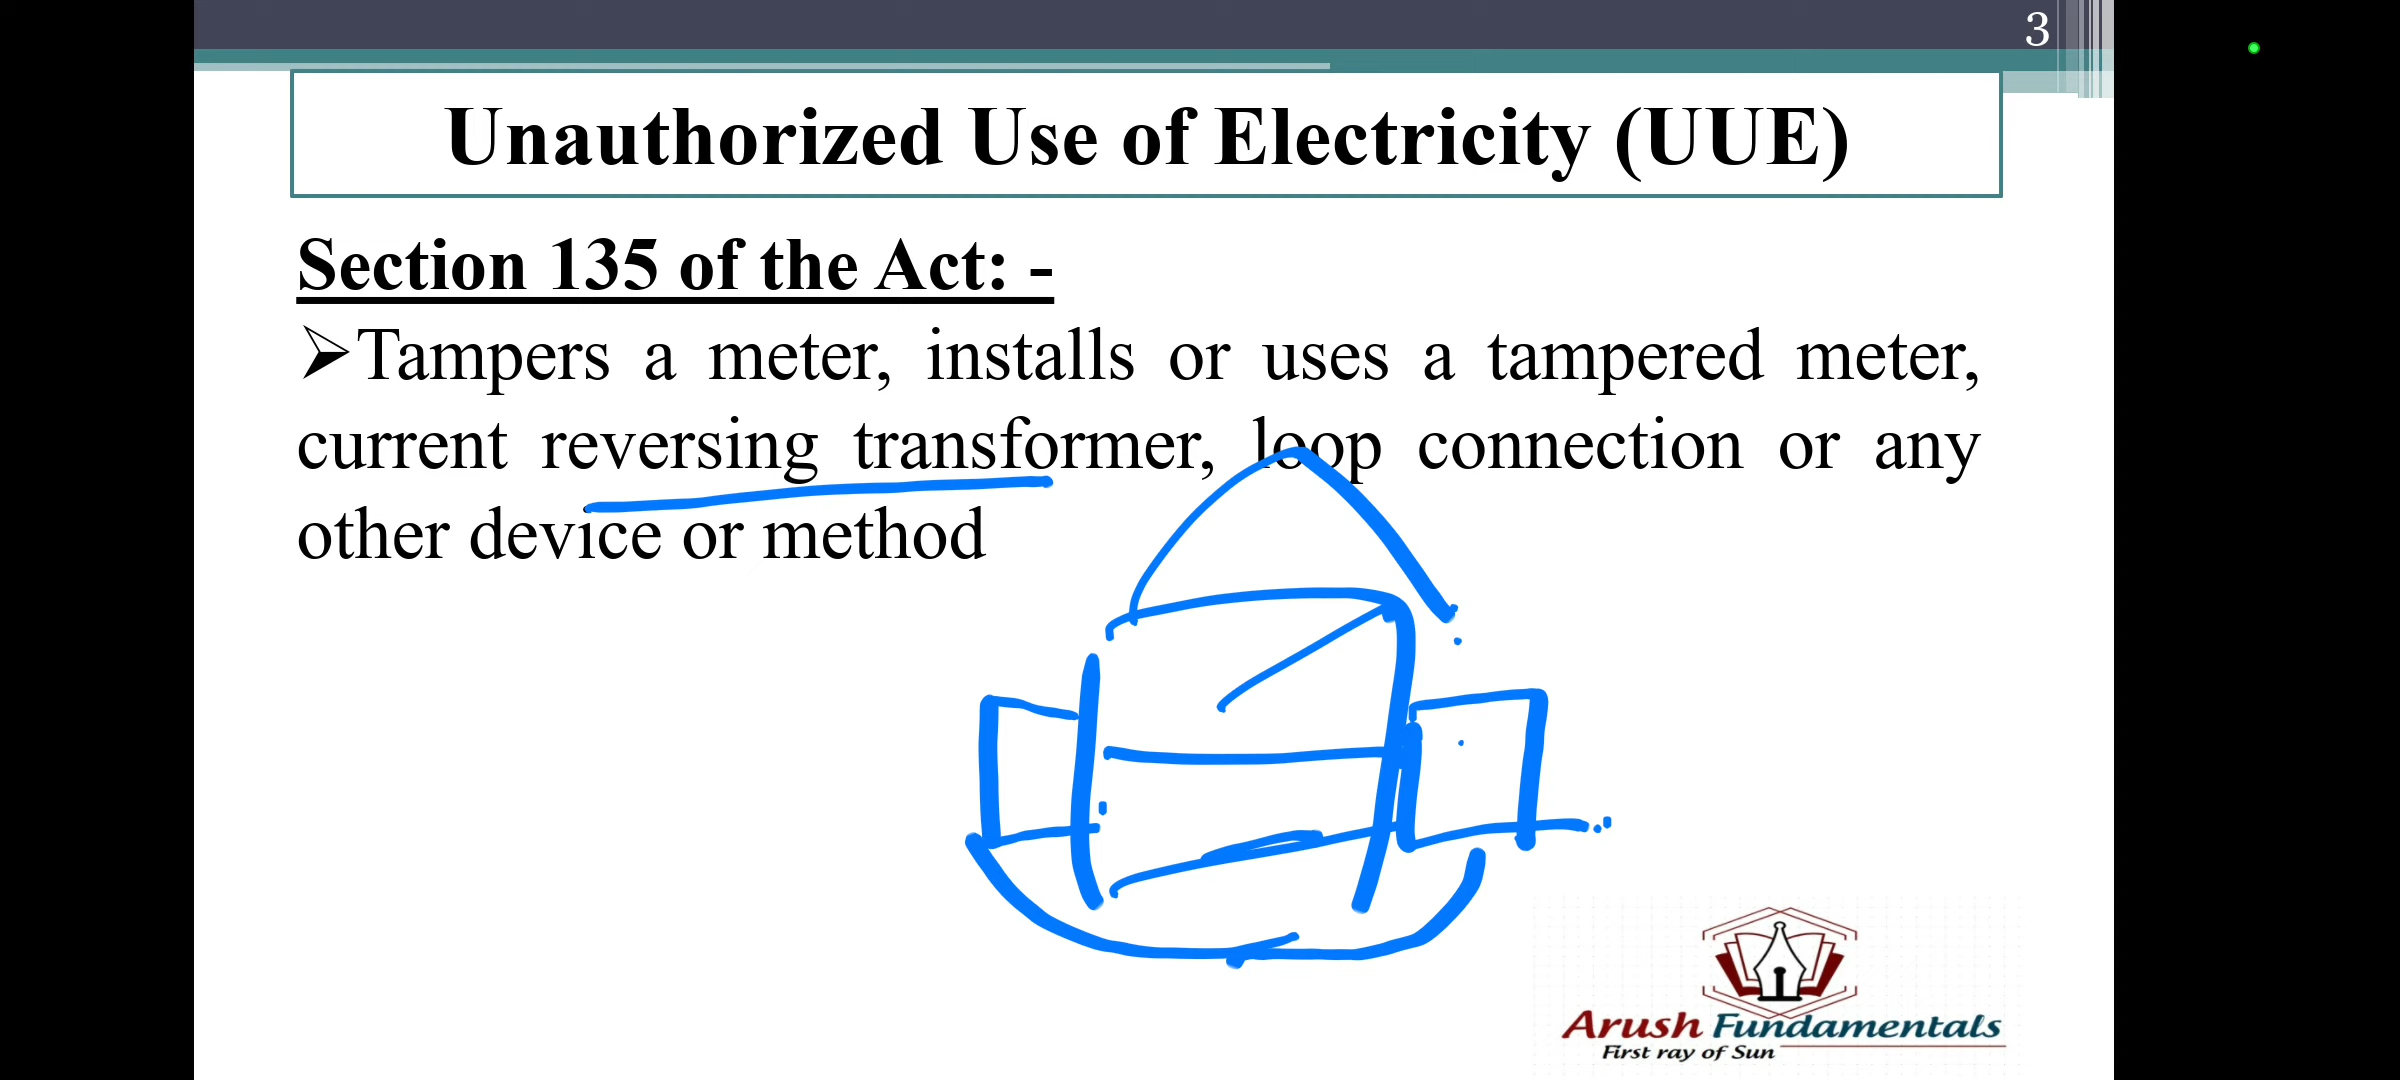 3
Unauthorized Use of Electricity (UUE)
Section 135 of the Act: -
➢Tampers a meter, installs or uses a tampered meter,
current reversing transformer, loop connection or any
other device or method
Arush Fundamentals
First ray of Sun